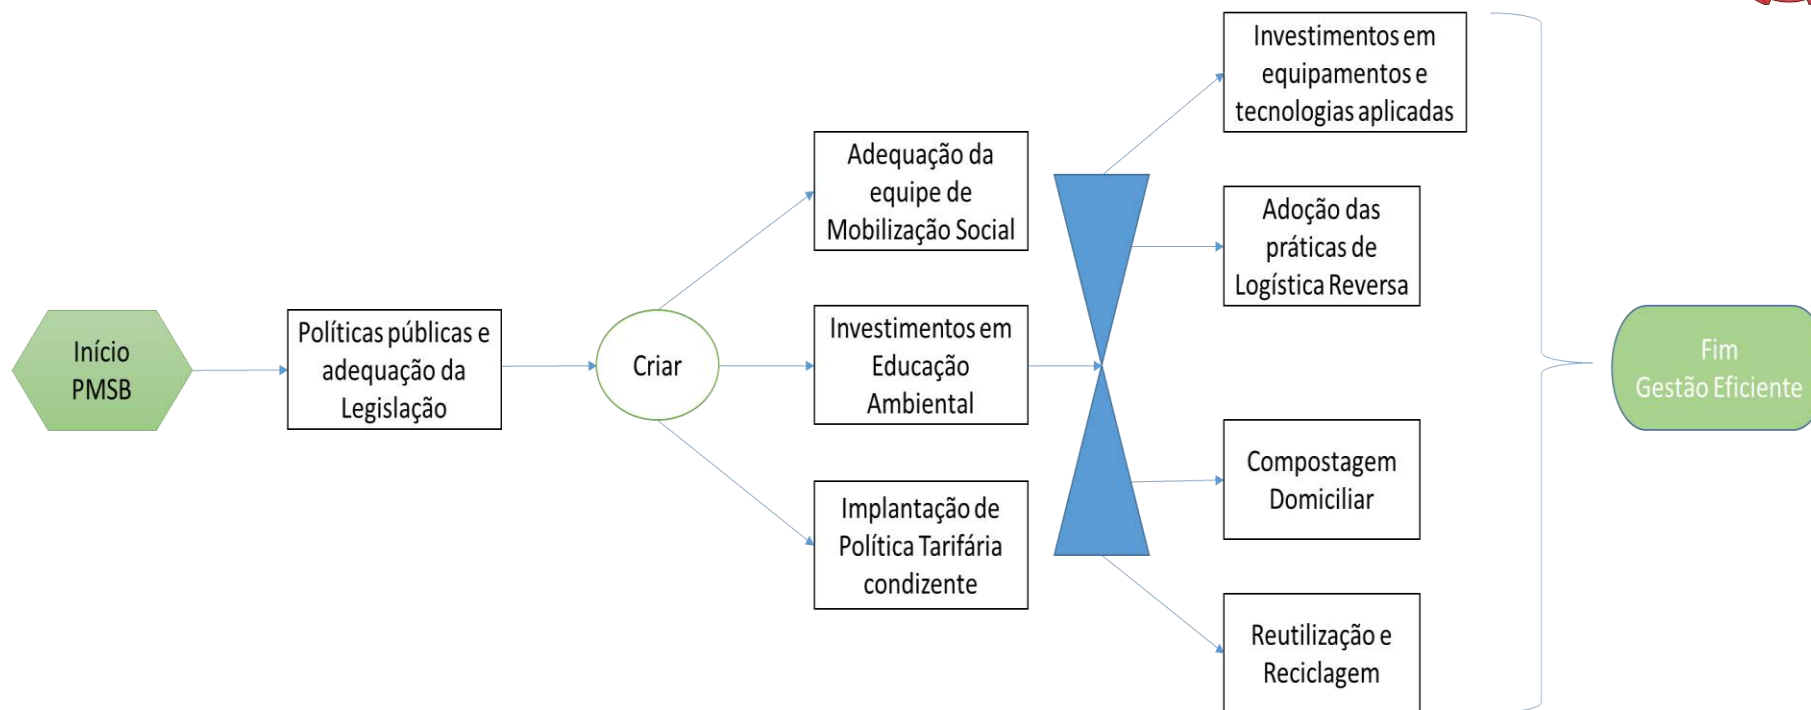 Início
PMSB
Políticas públicas e
adequação da
Legislação
Criar
Adequação da
equipe de
Mobilização Social
Investimentos em
Educação
Ambiental
Implantação de
Política Tarifária
condizente
Investimentos em
equipamentos e
tecnologias aplicadas
Adoção das
práticas de
Logística Reversa
Compostagem
Domiciliar
Reutilização e
Reciclagem
Fim
Gestão Eficiente